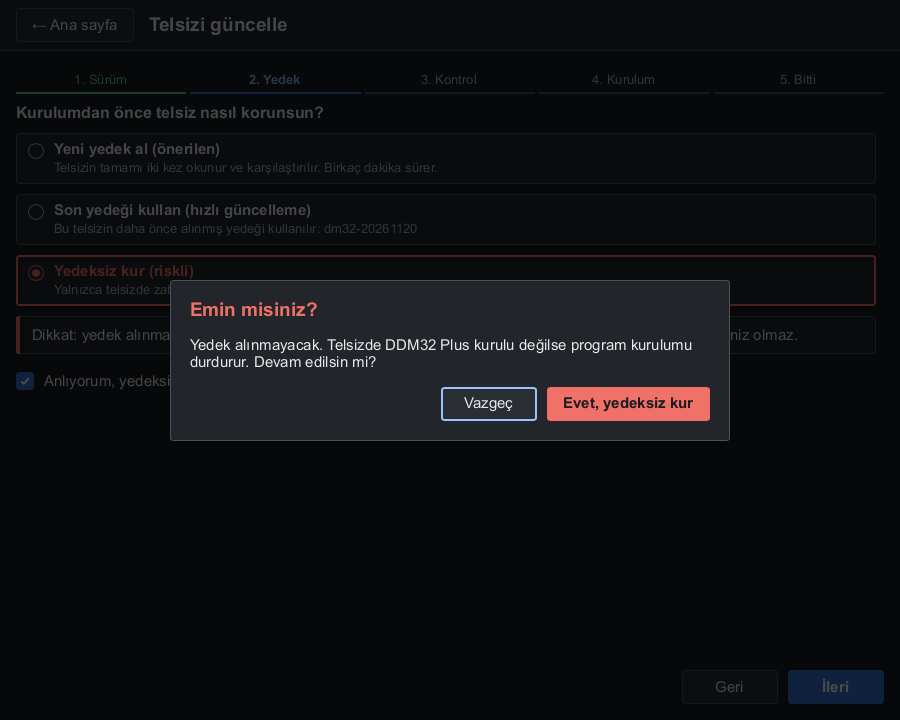 ← Ana sayfa
Telsizi güncelle
1. Sürüm
2. Yedek
3. Kontrol
4. Kurulum
5. Bitti
Kurulumdan önce telsiz nasıl korunsun?
Yeni yedek al (önerilen)
Telsizin tamamı iki kez okunur ve karşılaştırılır. Birkaç dakika sürer.
Son yedeği kullan (hızlı güncelleme)
Bu telsizin daha önce alınmış yedeği kullanılır: dm32-20261120
Yedeksiz kur (riskli)
Yalnızca telsizde
Emin misiniz?
Dikkat: yedek
olmaz.
Yedek alınmayacak. Telsizde DDM32 Plus kurulu değilse program kurulumu
durdurur. Devam edilsin mi?
Anlıyorum,
Vazgeç
Evet, yedeksiz kur
Geri
İleri